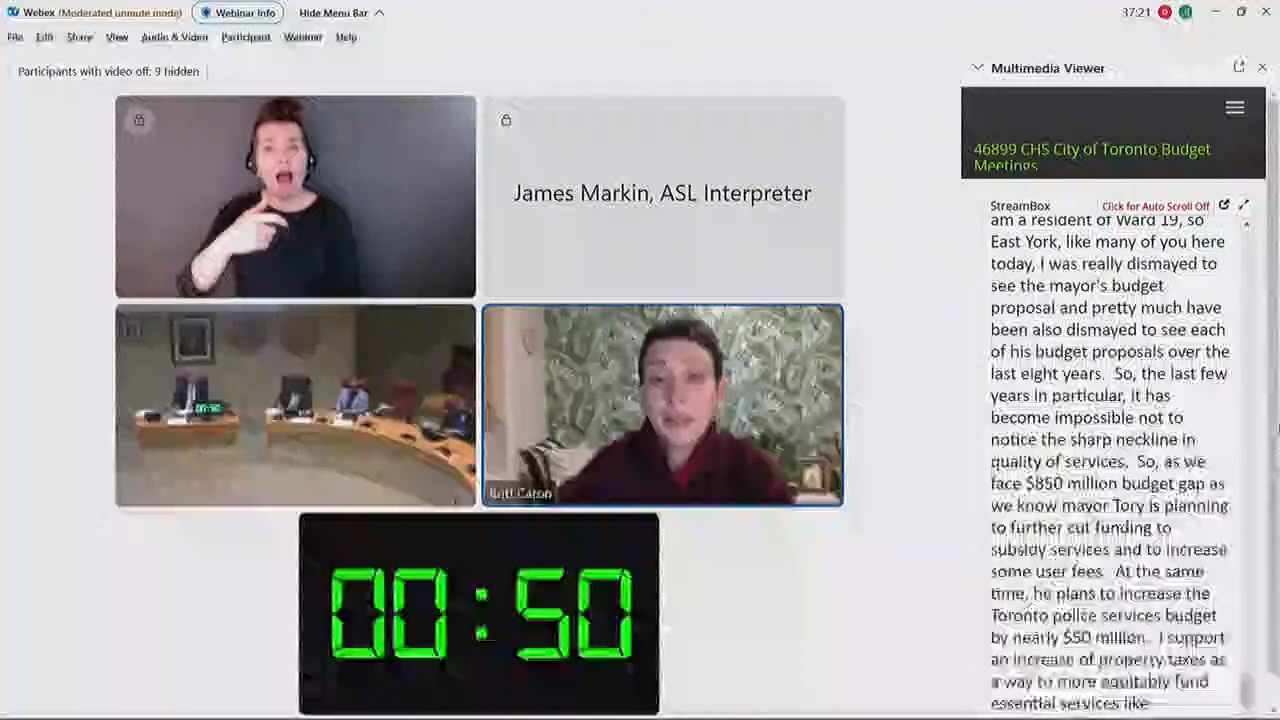 Webex (Moderated unmute mode)
Webinar Info
Hide Menu Bar
37:21
File Edit Share View Audio & Video Participant Webinar Help
Participants with video off: 9 hidden
Multimedia Viewer
46899 CHS City of Toronto Budget
Meetings
James Markin, ASL Interpreter
StreamBox
Click for Auto Scroll Off
am a resident of Ward 19, so
East York, like many of you here
today, I was really dismayed to
see the mayor's budget
proposal and pretty much have
been also dismayed to see each
of his budget proposals over the
last eight years. So, the last few
years in particular, it has
become impossible not to
notice the sharp neckline in
quality of services. So, as we
face $850 million budget gap as
we know mayor Tory is planning
to further cut funding to
subsidy services and to increase
some user fees. At the same
time, he plans to increase the
Toronto police services budget
by nearly $50 million. I support
an increase of property taxes as
a way to more equitably fund
essential services like
00:50
Britt Caron
00:50